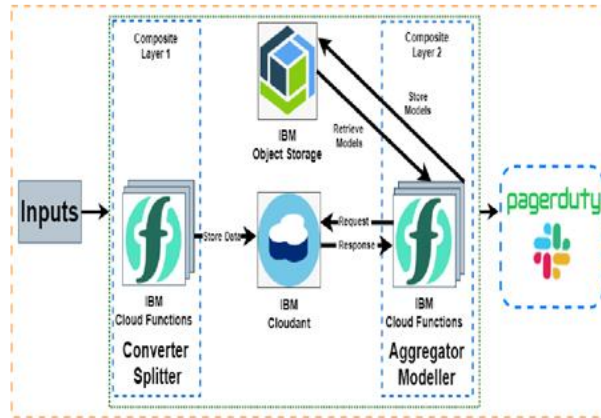 Composite
Layer 1
Composite
Layer 2
Store
Models
IBM
Object Storage
Retrieve
Models
Inputs
pagerduty
Store Data
Request
Response
IBM
Cloud Functions
IBM
Cloudant
IBM
Cloud Functions
Converter
Splitter
Aggregator
Modeller